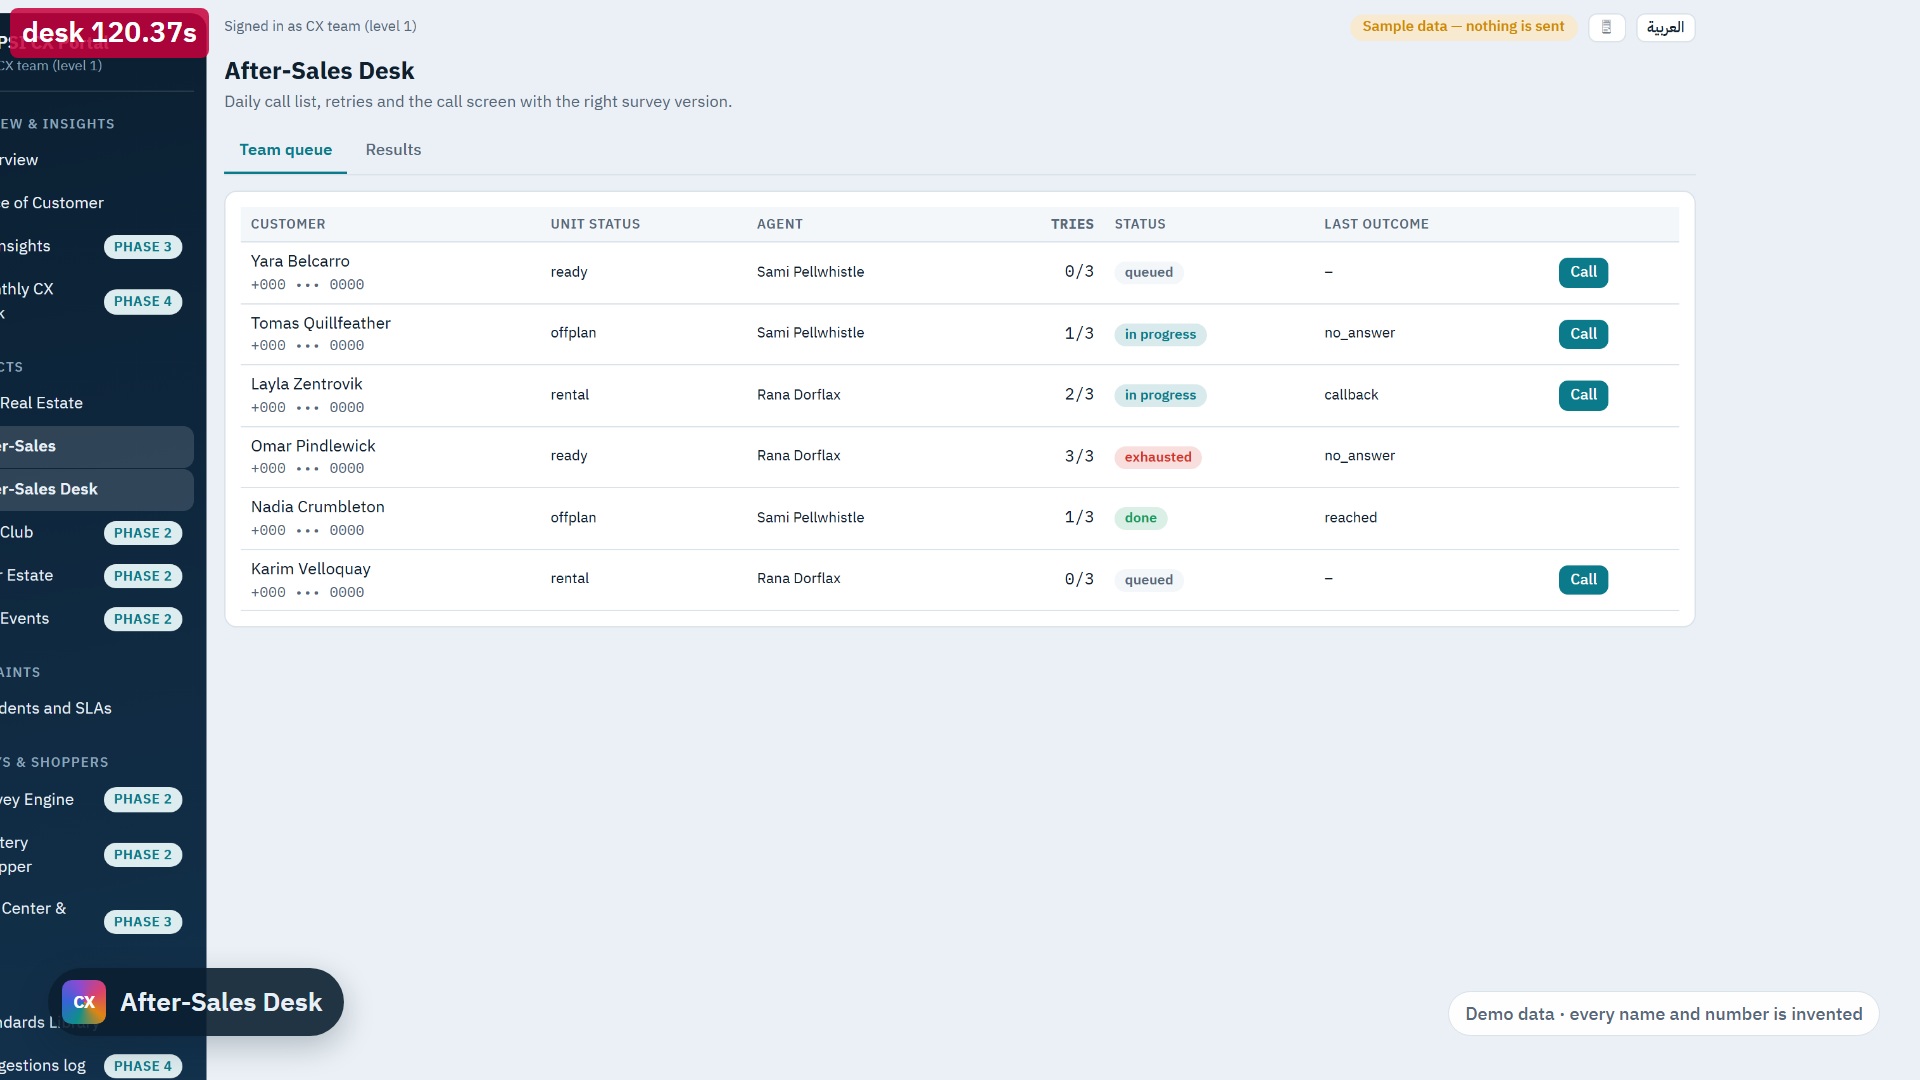 desk 120.37s
CX team (level 1)
Signed in as CX team (level 1)
Sample data — nothing is sent
العربية
After-Sales Desk
Daily call list, retries and the call screen with the right survey version.
Team queue
Results
CUSTOMER UNIT STATUS AGENT TRIES STATUS LAST OUTCOME
Yara Belcarro
+000 ••• 0000
ready Sami Pellwhistle 0/3 queued – Call
Tomas Quillfeather
+000 ••• 0000
offplan Sami Pellwhistle 1/3 in progress no_answer Call
Layla Zentrovik
+000 ••• 0000
rental Rana Dorflax 2/3 in progress callback Call
Omar Pindlewick
+000 ••• 0000
ready Rana Dorflax 3/3 exhausted no_answer
Nadia Crumbleton
+000 ••• 0000
offplan Sami Pellwhistle 1/3 done reached
Karim Velloquay
+000 ••• 0000
rental Rana Dorflax 0/3 queued – Call
EW & INSIGHTS
rview
e of Customer
nsights PHASE 3
thly CX
k
PHASE 4
CTS
Real Estate
er-Sales
er-Sales Desk
Club PHASE 2
r Estate PHASE 2
Events PHASE 2
AINTS
dents and SLAs
YS & SHOPPERS
vey Engine PHASE 2
tery
pper
PHASE 2
Center &
PHASE 3
CX After-Sales Desk
ndards
gestions log PHASE 4
Demo data · every name and number is invented